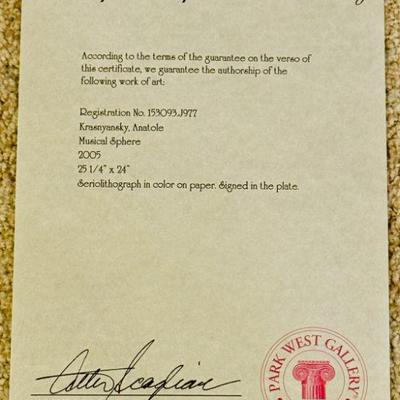 According to the terms of the guarantee on the verso of
this certificate, we guarantee the authorship of the
following work of art:
Registration No. 153093J977
Krasnyansky, Anatole
Musical Sphere
2005
25 1/4" x 24"
Seriolithograph in color on paper. Signed in the plate.
PARK WEST GALLERY